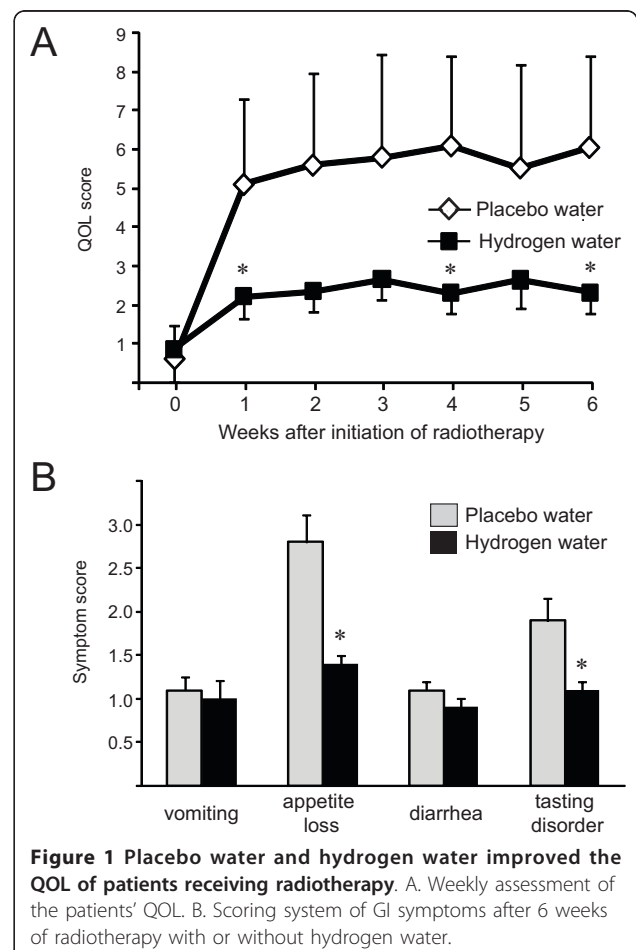 A
9
8
7
6
5
4
3
2
1
QOL score
Placebo water
Hydrogen water
*
*
*
0 1 2 3 4 5 6
Weeks after initiation of radiotherapy
B
Placebo water
Hydrogen water
3.0
2.5
2.0
1.5
1.0
0.5
Symptom score
*
*
vomiting
appetite
loss
diarrhea
tasting
disorder
Figure 1 Placebo water and hydrogen water improved the
QOL of patients receiving radiotherapy. A. Weekly assessment of
the patients' QOL. B. Scoring system of GI symptoms after 6 weeks
of radiotherapy with or without hydrogen water.